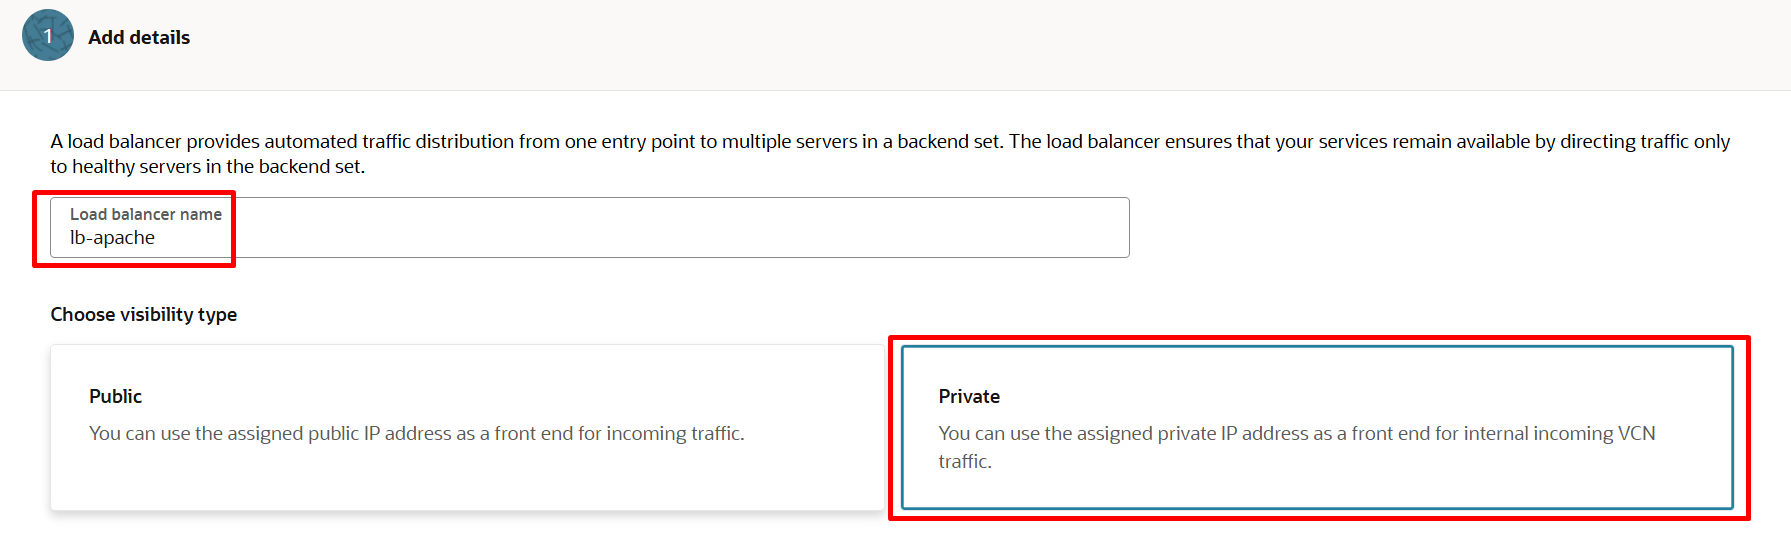 1
Add details
A load balancer provides automated traffic distribution from one entry point to multiple servers in a backend set. The load balancer ensures that your services remain available by directing traffic only
to healthy servers in the backend set.
Load balancer name
lb-apache
Choose visibility type
Public
You can use the assigned public IP address as a front end for incoming traffic.
Private
You can use the assigned private IP address as a front end for internal incoming VCN
traffic.